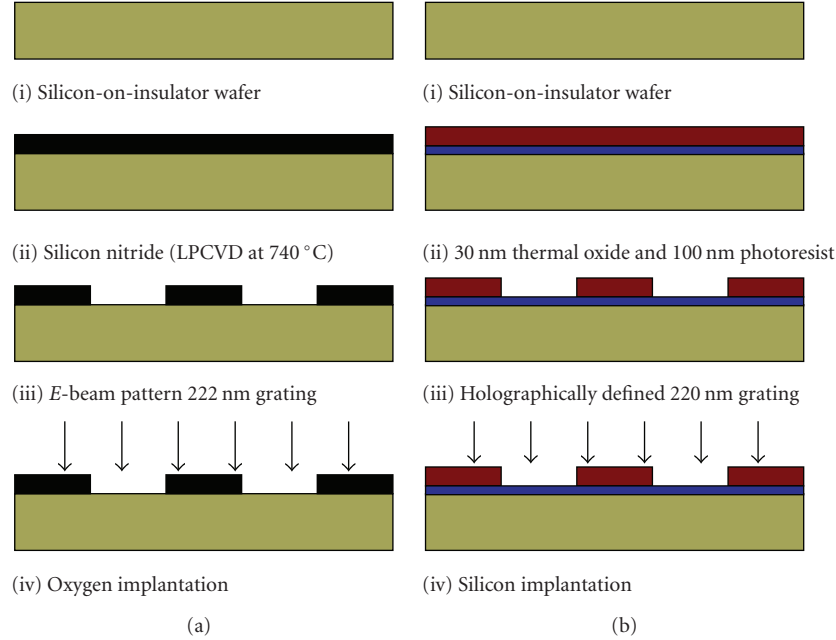 (i) Silicon-on-insulator wafer
(ii) Silicon nitride (LPCVD at 740 °C)
(iii) E-beam pattern 222 nm grating
(iv) Oxygen implantation
(a)
(i) Silicon-on-insulator wafer
(ii) 30 nm thermal oxide and 100 nm photoresist
(iii) Holographically defined 220 nm grating
(iv) Silicon implantation
(b)